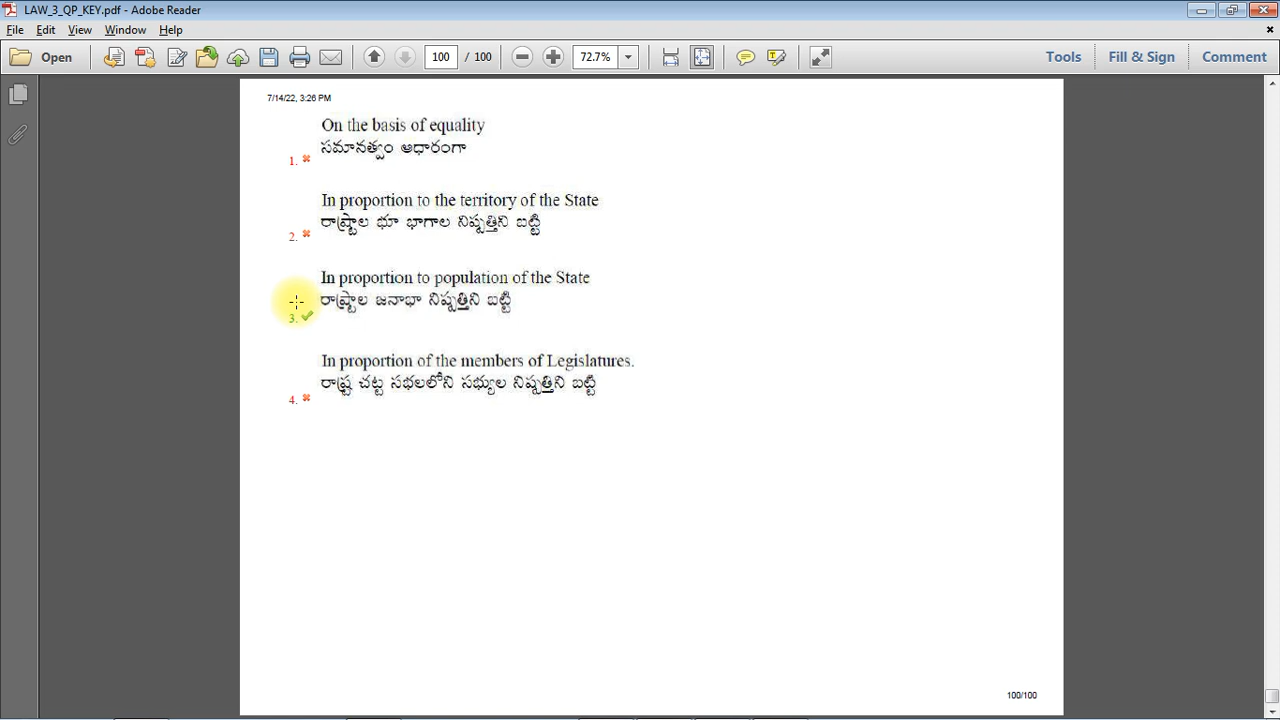 LAW_3_QP_KEY.pdf - Adobe Reader
File Edit View Window Help
Open 100 / 100 72.7% Tools Fill & Sign Comment
7/14/22, 3:26 PM
On the basis of equality
సమానత్వం ఆధారంగా
1.
In proportion to the territory of the State
రాష్ట్రాల భూ భాగాల నిష్పత్తిని బట్టి
2.
In proportion to population of the State
రాష్ట్రాల జనాభా నిష్పత్తిని బట్టి
3.
In proportion of the members of Legislatures.
రాష్ట్ర చట్ట సభలలోని సభ్యుల నిష్పత్తిని బట్టి
4.
100/100